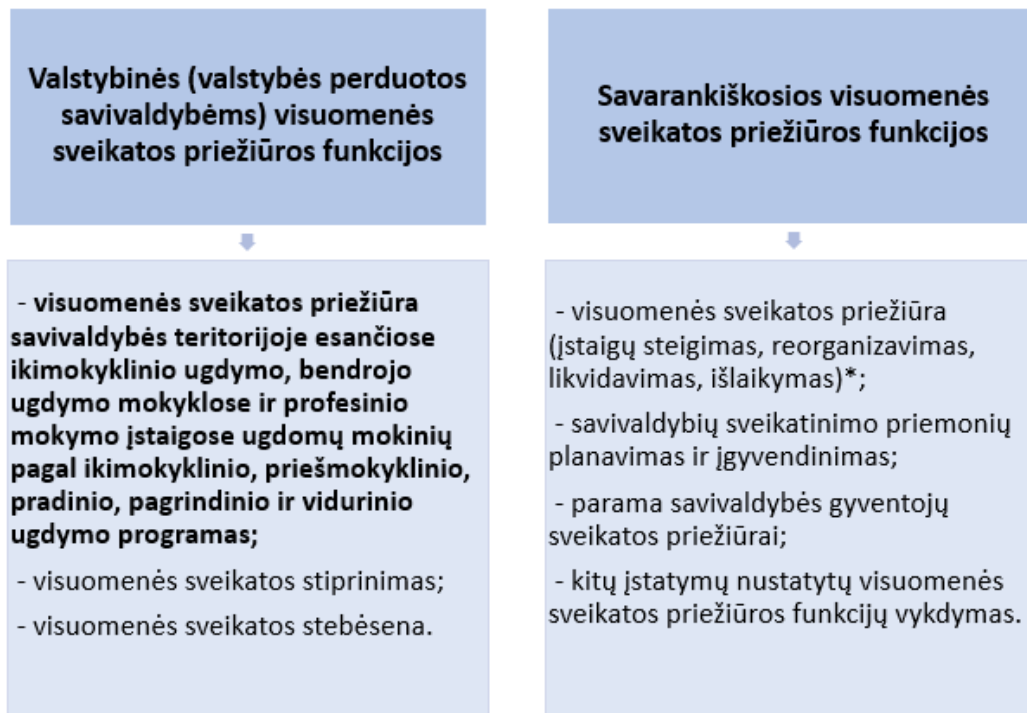 Valstybinės (valstybės perduotos
savivaldybėms) visuomenės
sveikatos priežiūros funkcijos
- visuomenės sveikatos priežiūra
savivaldybės teritorijoje esančiose
ikimokyklinio ugdymo, bendrojo
ugdymo mokyklose ir profesinio
mokymo įstaigose ugdomų mokinių
pagal ikimokyklinio, priešmokyklinio,
pradinio, pagrindinio ir vidurinio
ugdymo programas;
- visuomenės sveikatos stiprinimas;
- visuomenės sveikatos stebėsena.
Savarankiškosios visuomenės
sveikatos priežiūros funkcijos
- visuomenės sveikatos priežiūra
(įstaigų steigimas, reorganizavimas,
likvidavimas, išlaikymas)*;
- savivaldybių sveikatinimo priemonių
planavimas ir įgyvendinimas;
- parama savivaldybės gyventojų
sveikatos priežiūrai;
- kitų įstatymų nustatytų visuomenės
sveikatos priežiūros funkcijų vykdymas.